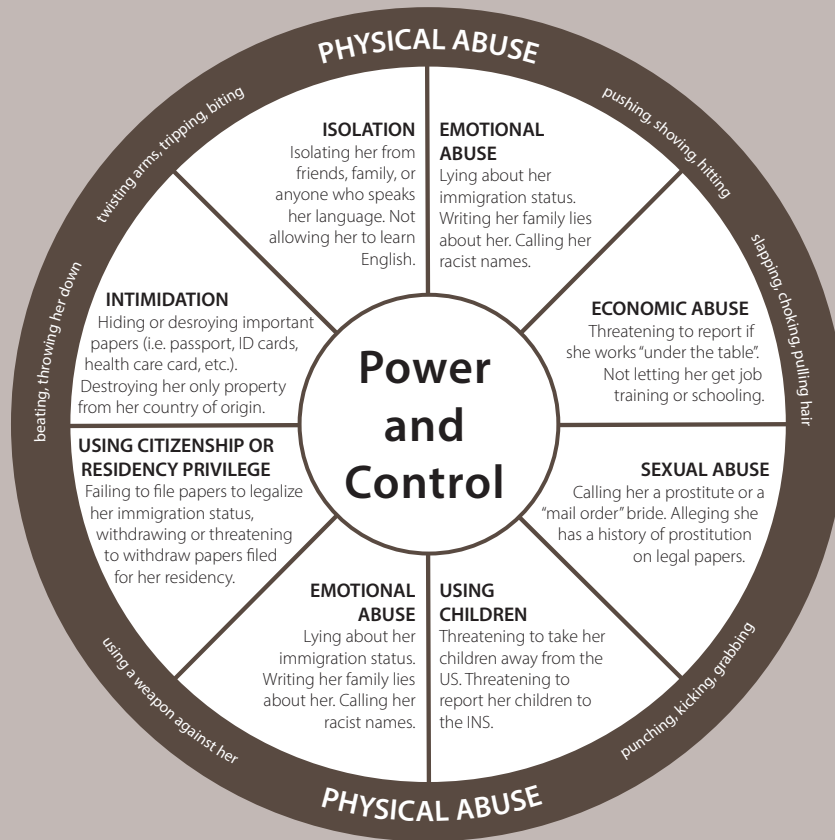 PHYSICAL ABUSE
twisting arms, tripping, biting
pushing, shoving, hitting
ISOLATION
Isolating her from
friends, family, or
anyone who speaks
her language. Not
allowing her to learn
English.
EMOTIONAL
ABUSE
Lying about her
immigration status.
Writing her family lies
about her. Calling her
racist names.
beating, throwing her down
INTIMIDATION
Hiding or desroying important
papers (i.e. passport, ID cards,
health care card, etc.).
Destroying her only property
from her country of origin.
Power
and
Control
ECONOMIC ABUSE
Threatening to report if
she works “under the table”.
Not letting her get job
training or schooling.
slapping, choking, pulling hair
USING CITIZENSHIP OR
RESIDENCY PRIVILEGE
Failing to file papers to legalize
her immigration status,
withdrawing or threatening
to withdraw papers filed
for her residency.
SEXUAL ABUSE
Calling her a prostitute or a
“mail order” bride. Alleging she
has a history of prostitution
on legal papers.
EMOTIONAL
ABUSE
Lying about her
immigration status.
Writing her family lies
about her. Calling her
racist names.
USING
CHILDREN
Threatening to take her
children away from the
US. Threatening to
report her children to
the INS.
using a weapon against her
punching, kicking, grabbing
PHYSICAL ABUSE